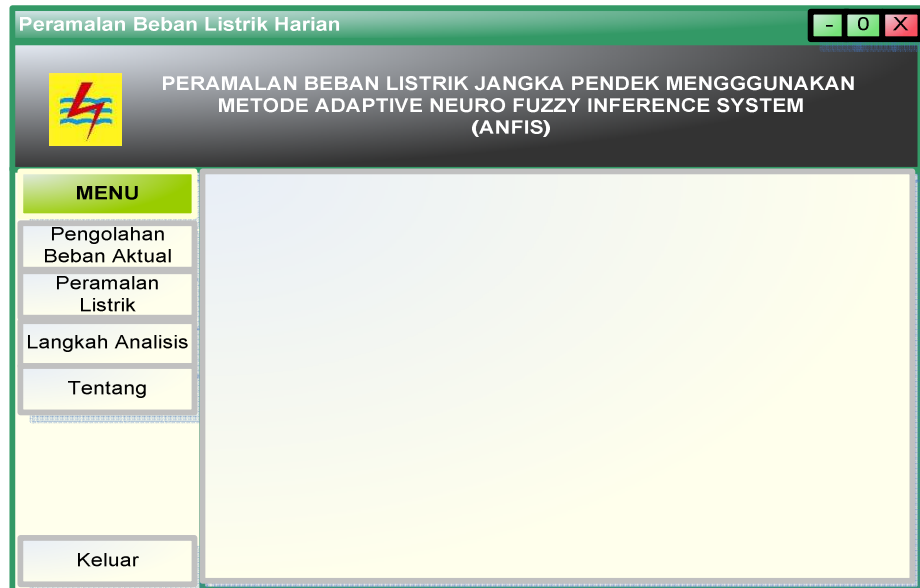 Peramalan Beban Listrik Harian
- 0 X
PERAMALAN BEBAN LISTRIK JANGKA PENDEK MENGGGUNAKAN
METODE ADAPTIVE NEURO FUZZY INFERENCE SYSTEM
(ANFIS)
MENU
Pengolahan
Beban Aktual
Peramalan
Listrik
Langkah Analisis
Tentang
Keluar